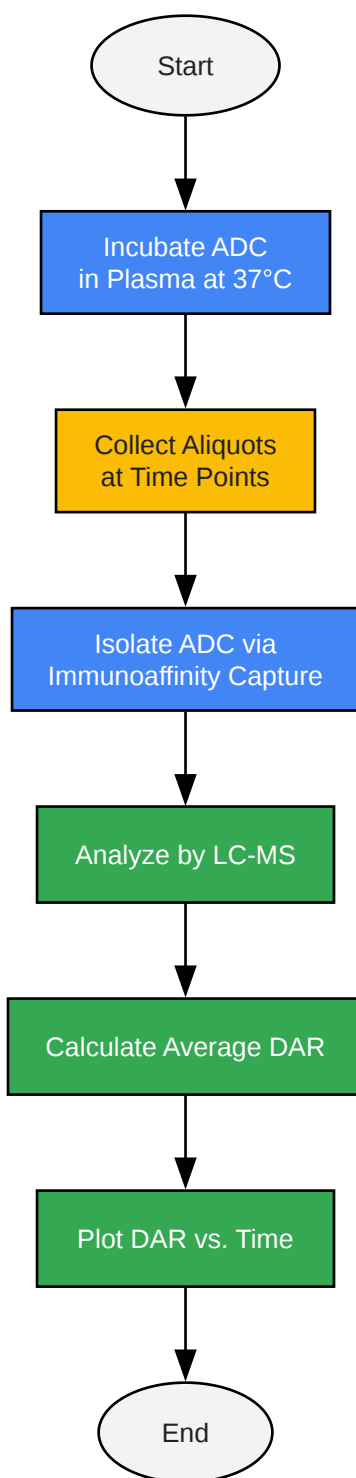 Start
Incubate ADC
in Plasma at 37°C
Collect Aliquots
at Time Points
Isolate ADC via
Immunoaffinity Capture
Analyze by LC-MS
Calculate Average DAR
Plot DAR vs. Time
End